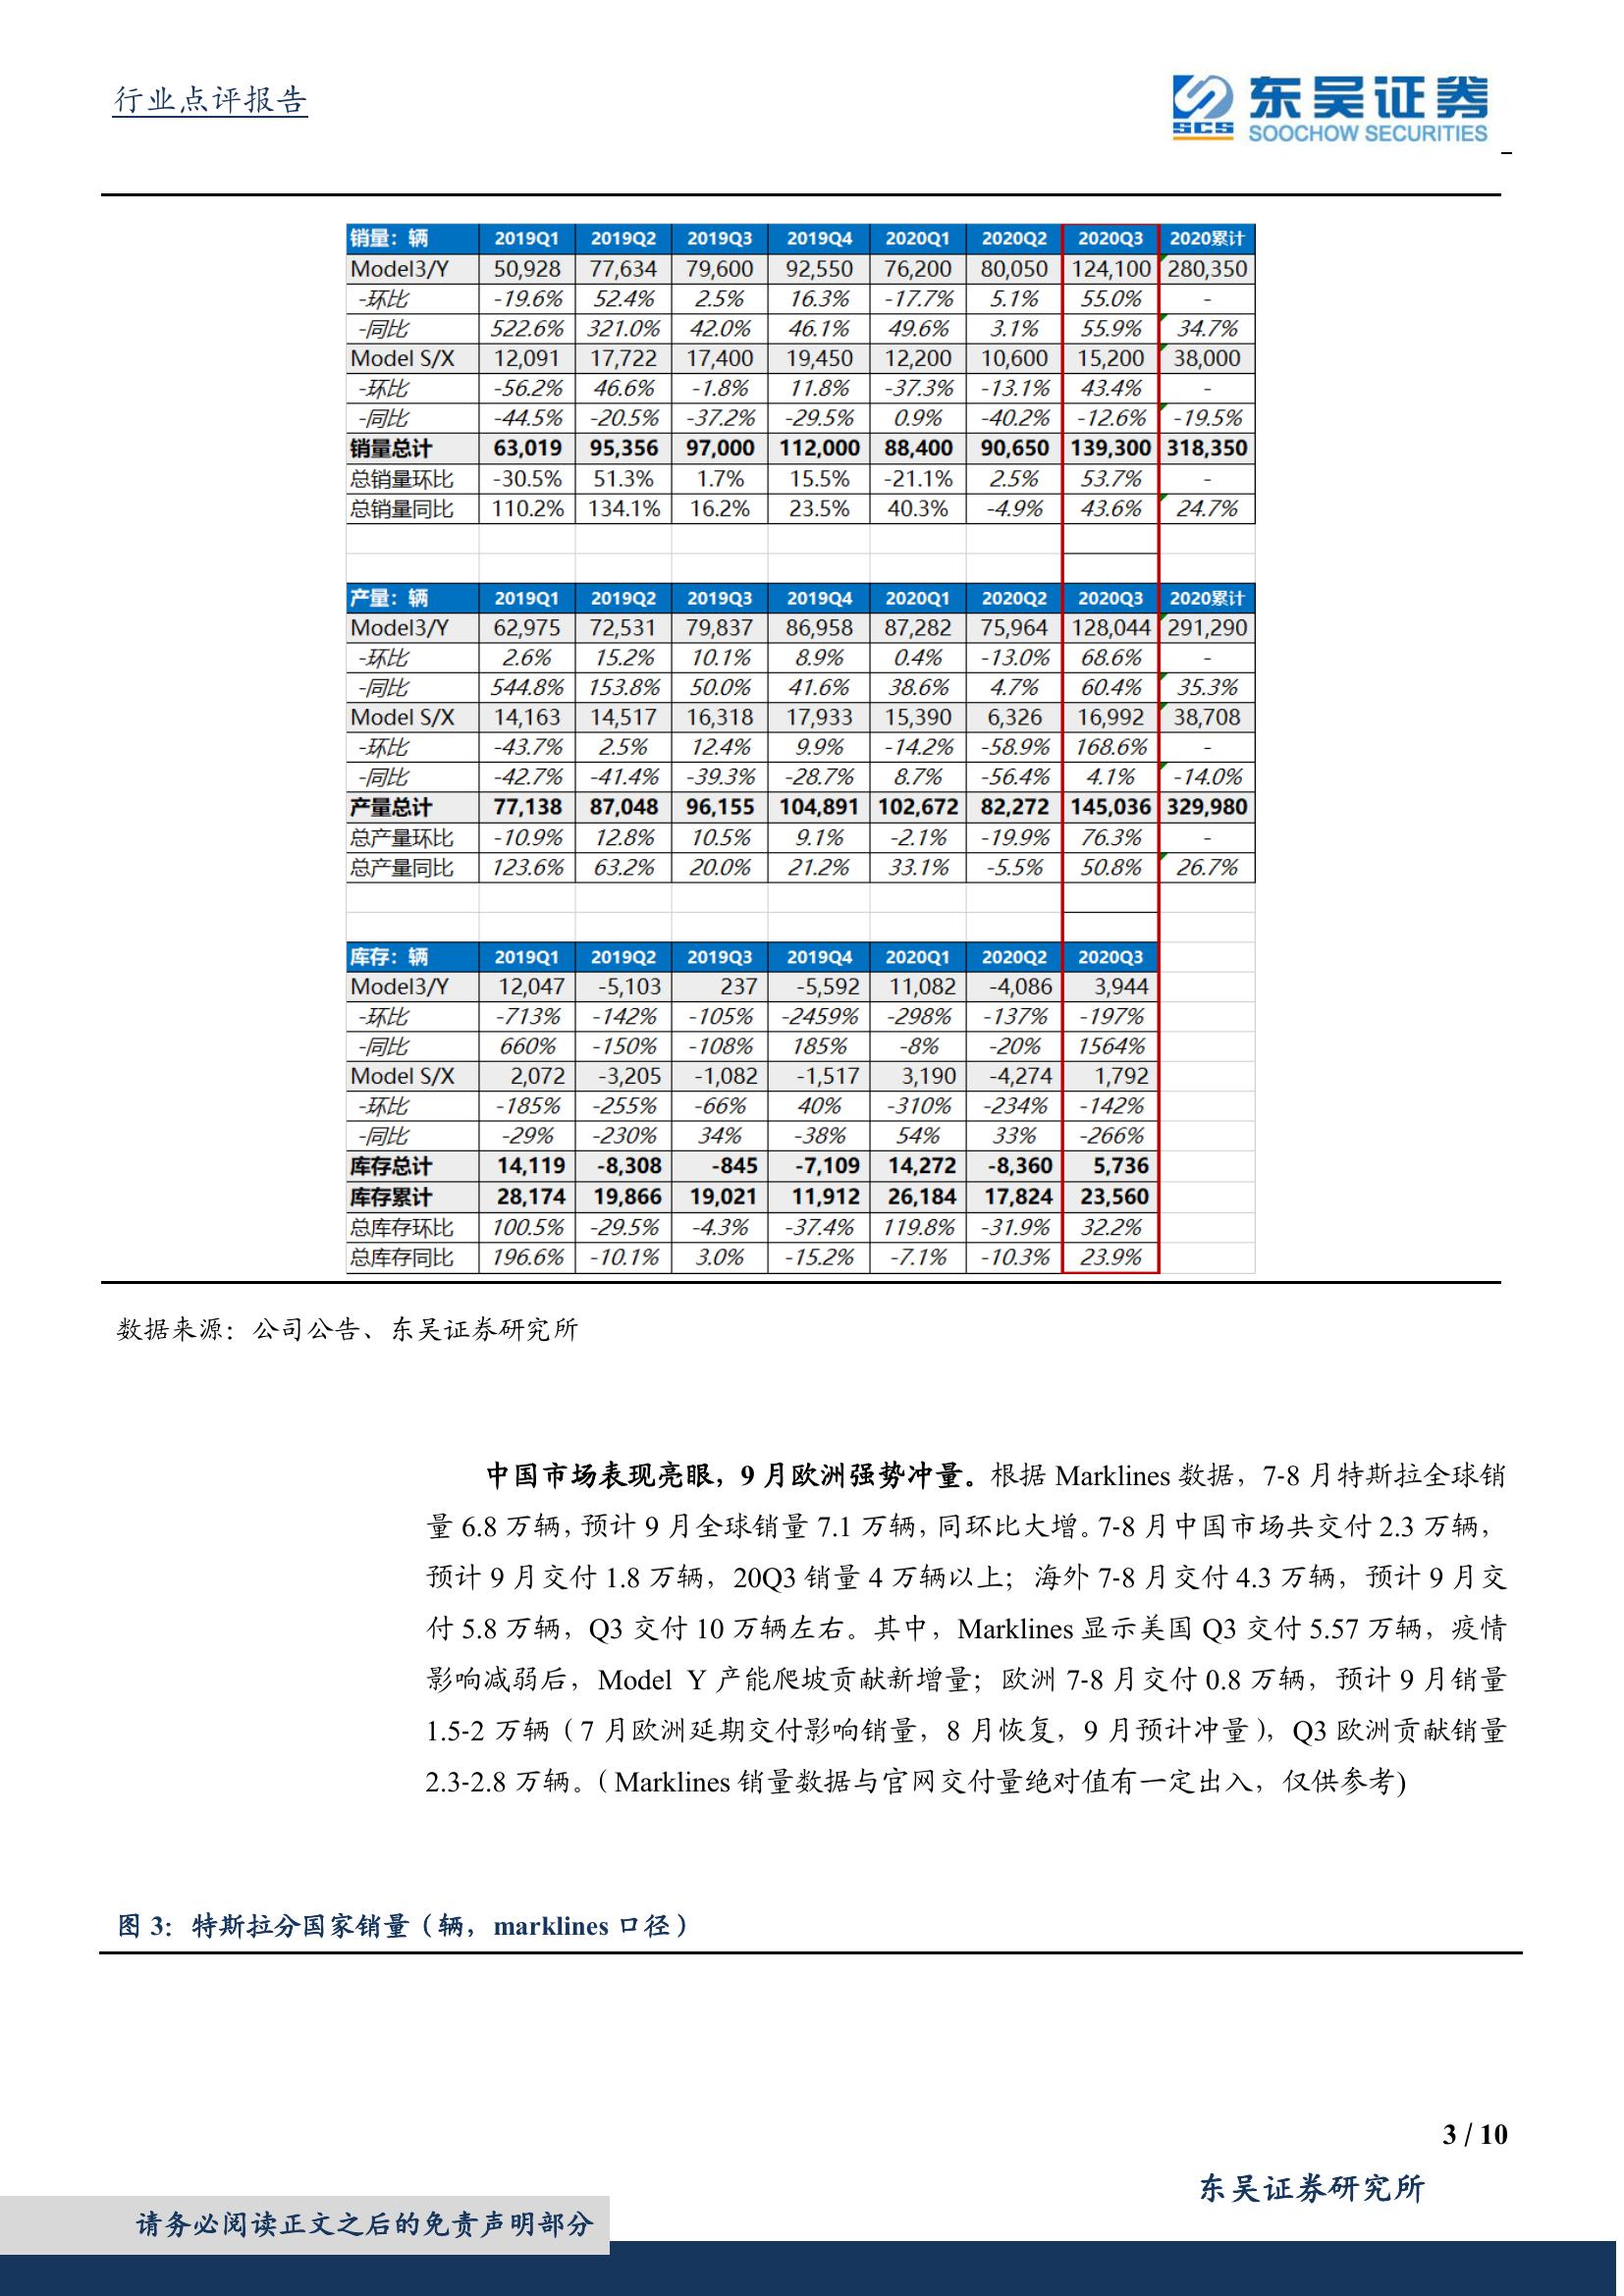 行业点评报告
SCS
东吴证券
SOOCHOW SECURITIES
销量：辆 2019Q1 2019Q2 2019Q3 2019Q4 2020Q1 2020Q2 2020Q3 2020累计
Model3/Y 50,928 77,634 79,600 92,550 76,200 80,050 124,100 280,350
-环比 -19.6% 52.4% 2.5% 16.3% -17.7% 5.1% 55.0% -
-同比 522.6% 321.0% 42.0% 46.1% 49.6% 3.1% 55.9% 34.7%
Model S/X 12,091 17,722 17,400 19,450 12,200 10,600 15,200 38,000
-环比 -56.2% 46.6% -1.8% 11.8% -37.3% -13.1% 43.4% -
-同比 -44.5% -20.5% -37.2% -29.5% 0.9% -40.2% -12.6% -19.5%
销量总计 63,019 95,356 97,000 112,000 88,400 90,650 139,300 318,350
总销量环比 -30.5% 51.3% 1.7% 15.5% -21.1% 2.5% 53.7% -
总销量同比 110.2% 134.1% 16.2% 23.5% 40.3% -4.9% 43.6% 24.7%
产量：辆 2019Q1 2019Q2 2019Q3 2019Q4 2020Q1 2020Q2 2020Q3 2020累计
Model3/Y 62,975 72,531 79,837 86,958 87,282 75,964 128,044 291,290
-环比 2.6% 15.2% 10.1% 8.9% 0.4% -13.0% 68.6% -
-同比 544.8% 153.8% 50.0% 41.6% 38.6% 4.7% 60.4% 35.3%
Model S/X 14,163 14,517 16,318 17,933 15,390 6,326 16,992 38,708
-环比 -43.7% 2.5% 12.4% 9.9% -14.2% -58.9% 168.6% -
-同比 -42.7% -41.4% -39.3% -28.7% 8.7% -56.4% 4.1% -14.0%
产量总计 77,138 87,048 96,155 104,891 102,672 82,272 145,036 329,980
总产量环比 -10.9% 12.8% 10.5% 9.1% -2.1% -19.9% 76.3% -
总产量同比 123.6% 63.2% 20.0% 21.2% 33.1% -5.5% 50.8% 26.7%
库存：辆 2019Q1 2019Q2 2019Q3 2019Q4 2020Q1 2020Q2 2020Q3
Model3/Y 12,047 -5,103 237 -5,592 11,082 -4,086 3,944
-环比 -713% -142% -105% -2459% -298% -137% -197%
-同比 660% -150% -108% 185% -8% -20% 1564%
Model S/X 2,072 -3,205 -1,082 -1,517 3,190 -4,274 1,792
-环比 -185% -255% -66% 40% -310% -234% -142%
-同比 -29% -230% 34% -38% 54% 33% -266%
库存总计 14,119 -8,308 -845 -7,109 14,272 -8,360 5,736
库存累计 28,174 19,866 19,021 11,912 26,184 17,824 23,560
总库存环比 100.5% -29.5% -4.3% -37.4% 119.8% -31.9% 32.2%
总库存同比 196.6% -10.1% 3.0% -15.2% -7.1% -10.3% 23.9%
数据来源：公司公告、东吴证券研究所
中国市场表现亮眼，9 月欧洲强势冲量。根据 Marklines 数据，7-8 月特斯拉全球销
量 6.8 万辆，预计 9 月全球销量 7.1 万辆，同环比大增。7-8 月中国市场共交付 2.3 万辆，
预计 9 月交付 1.8 万辆，20Q3 销量 4 万辆以上；海外 7-8 月交付 4.3 万辆，预计 9 月交
付 5.8 万辆，Q3 交付 10 万辆左右。其中，Marklines 显示美国 Q3 交付 5.57 万辆，疫情
影响减弱后，Model Y 产能爬坡贡献新增量；欧洲 7-8 月交付 0.8 万辆，预计 9 月销量
1.5-2 万辆（7 月欧洲延期交付影响销量，8 月恢复，9 月预计冲量），Q3 欧洲贡献销量
2.3-2.8 万辆。（Marklines 销量数据与官网交付量绝对值有一定出入，仅供参考)
图 3：特斯拉分国家销量（辆，marklines 口径）
3 / 10
东吴证券研究所
请务必阅读正文之后的免责声明部分